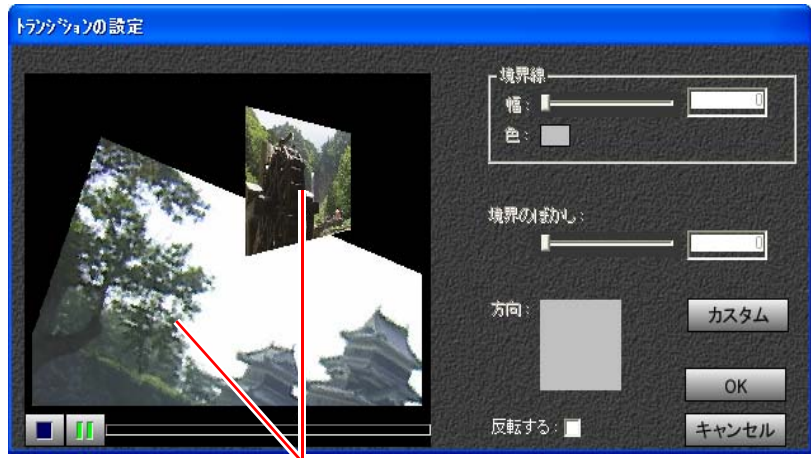 トランジションの設定
境界線
幅: 0
色:
境界のぼかし:
0
方向:
カスタム
OK
反転する:
キャンセル